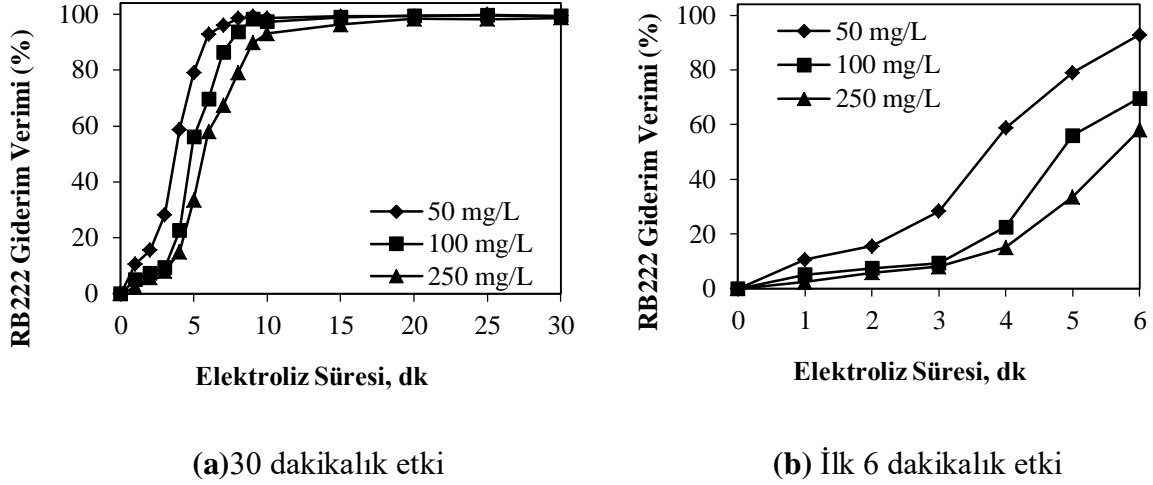 RB222 Giderim Verimi (%)
100
80
60
40
20
0
50 mg/L
100 mg/L
250 mg/L
0 5 10 15 20 25 30
Elektroliz Süresi, dk
(a)30 dakikalık etki
RB222 Giderim Verimi (%)
100
80
60
40
20
0
50 mg/L
100 mg/L
250 mg/L
0 1 2 3 4 5 6
Elektroliz Süresi, dk
(b) İlk 6 dakikalık etki